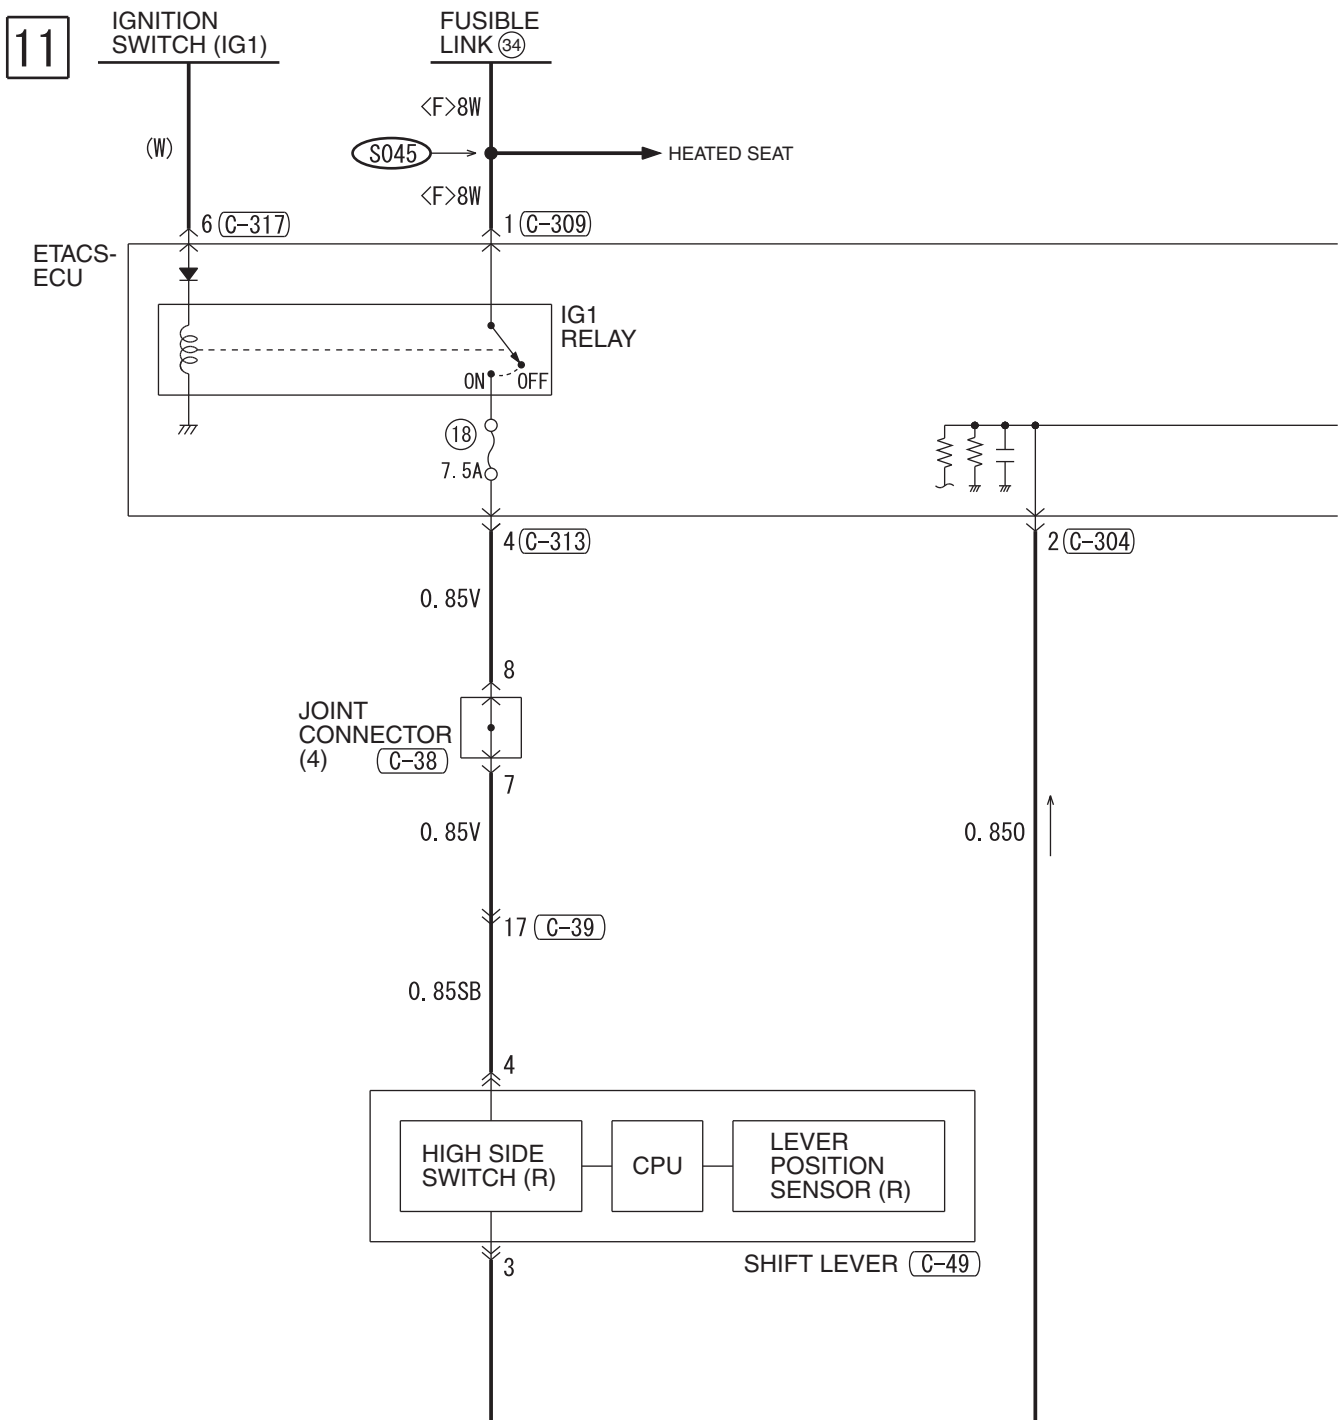 11
IGNITION
SWITCH (IG1)
FUSIBLE
LINK 34
<F>8W
(W)
S045
HEATED SEAT
<F>8W
6 C-317
1 C-309
ETACS-
ECU
IG1
RELAY
ON OFF
18
7.5A
4 C-313
2 C-304
0.85V
8
JOINT
CONNECTOR
(4) C-38
7
0.85V
0.85O
17 C-39
0.85SB
4
HIGH SIDE
SWITCH (R)
CPU
LEVER
POSITION
SENSOR (R)
3
SHIFT LEVER C-49